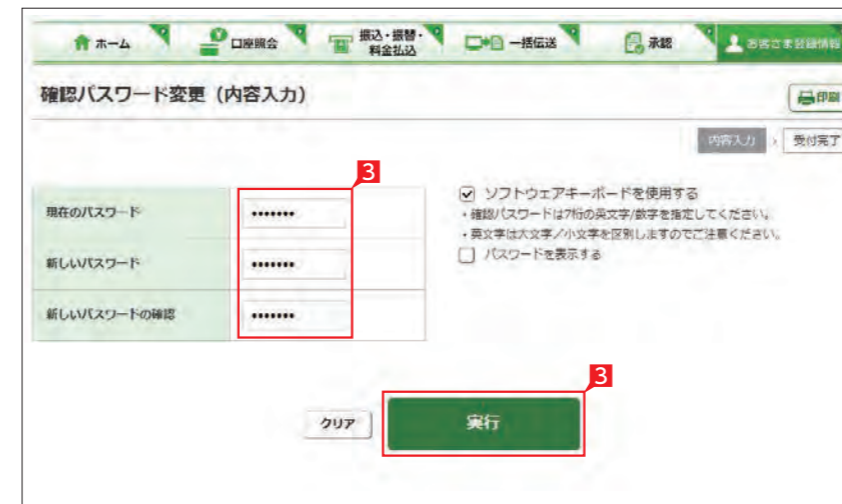 ホーム
口座照会
振込・振替・
料金払込
一括伝送
承認
お客さま登録情報
確認パスワード変更（内容入力）
印刷
内容入力 › 受付完了
3
現在のパスワード •••••••
新しいパスワード •••••••
新しいパスワードの確認 •••••••
ソフトウェアキーボードを使用する
・確認パスワードは7桁の英文字/数字を指定してください。
・英文字は大文字／小文字を区別しますのでご注意ください。
パスワードを表示する
3
クリア
実行